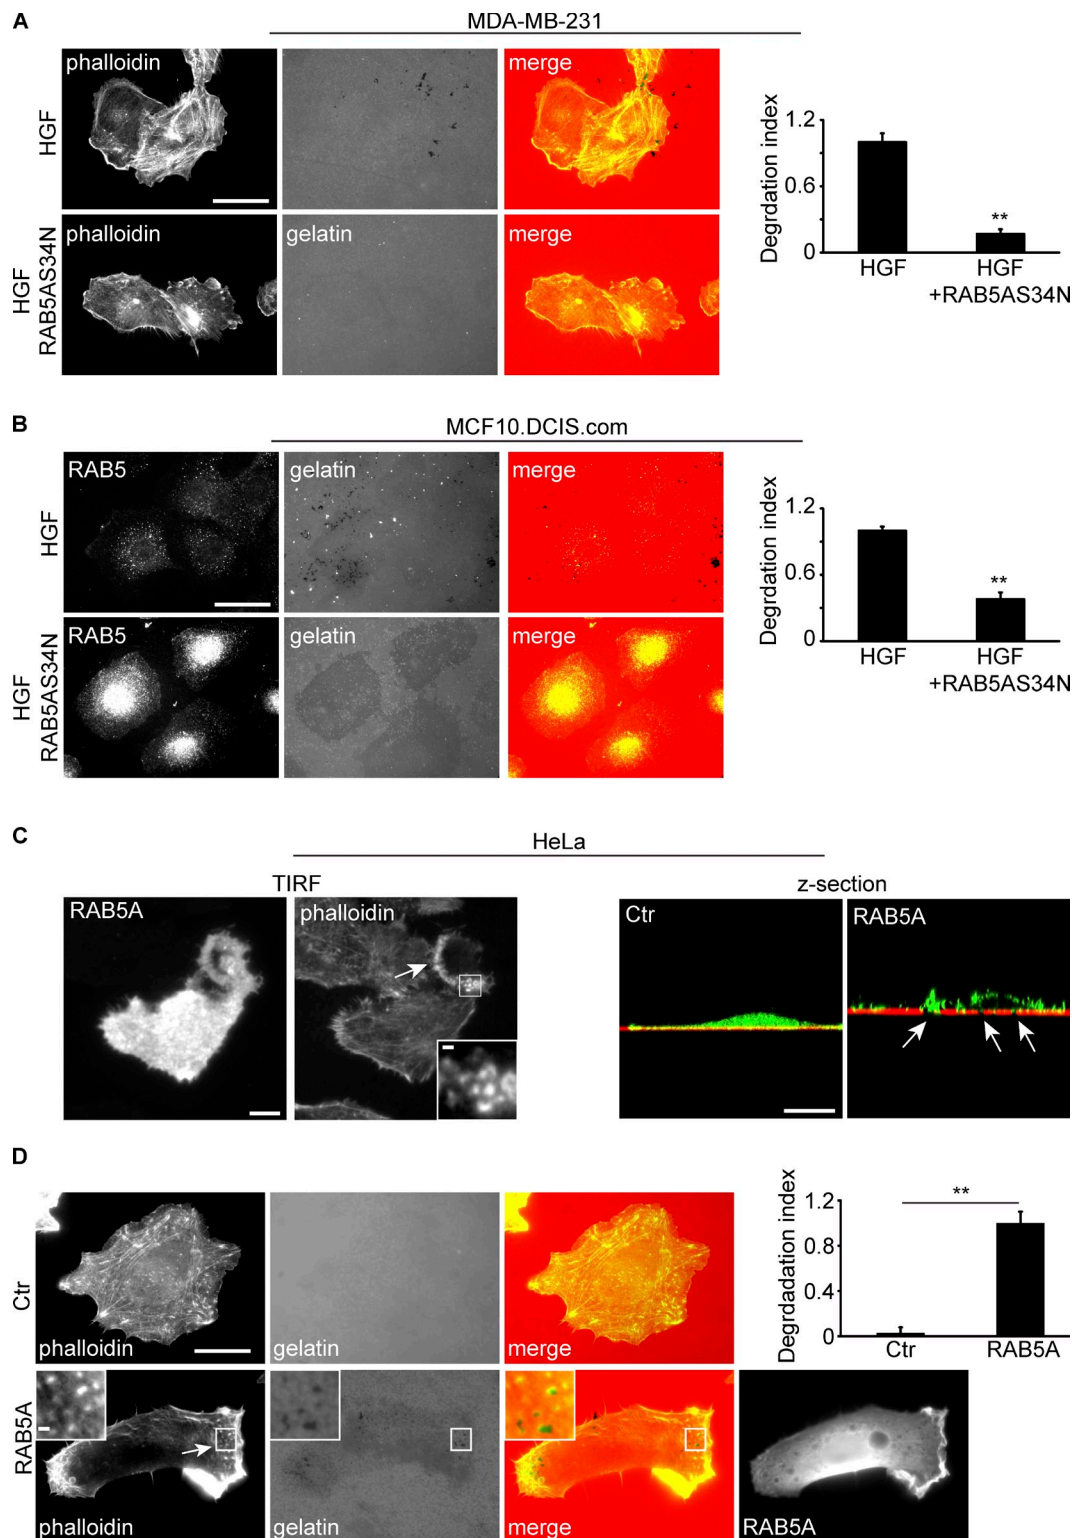 A
MDA-MB-231
HGF
phalloidin
merge
HGF
RAB5AS34N
phalloidin
gelatin
merge
Degrdation index
1.2
0.6
0
**
HGF
HGF
+RAB5AS34N
B
MCF10.DCIS.com
HGF
RAB5
gelatin
merge
HGF
RAB5AS34N
RAB5
gelatin
merge
Degrdation index
1.2
0.6
0
**
HGF
HGF
+RAB5AS34N
C
HeLa
TIRF
z-section
RAB5A
phalloidin
Ctr
RAB5A
D
Ctr
phalloidin
gelatin
merge
Degrdadation index
1.2
0.8
0.4
0
**
Ctr
RAB5A
RAB5A
phalloidin
gelatin
merge
RAB5A